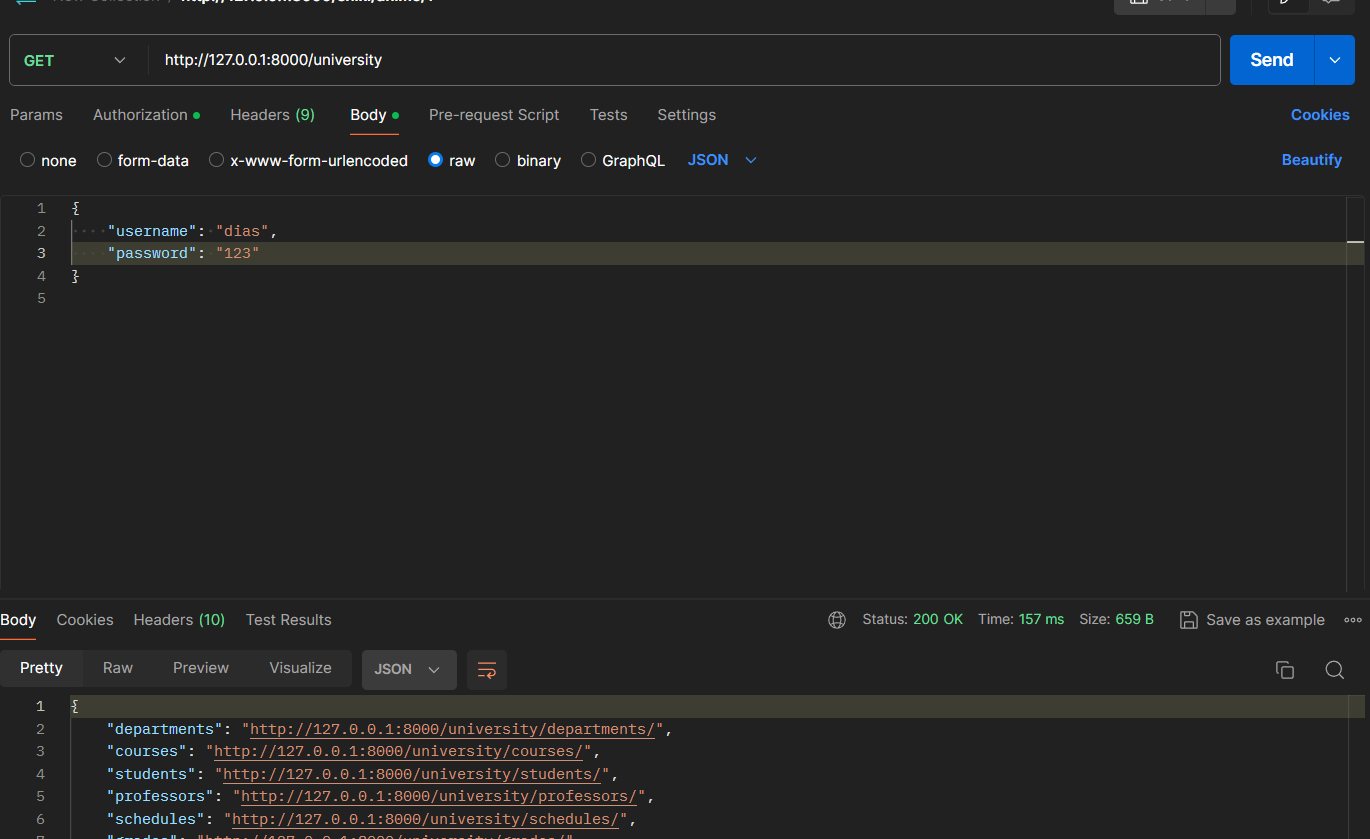 GET http://127.0.0.1:8000/university Send
Params Authorization Headers (9) Body Pre-request Script Tests Settings Cookies
none form-data x-www-form-urlencoded raw binary GraphQL JSON Beautify
1 {
2 "username": "dias",
3 "password": "123"
4 }
5
Body Cookies Headers (10) Test Results Status: 200 OK Time: 157 ms Size: 659 B Save as example
Pretty Raw Preview Visualize JSON
1 {
2 "departments": "http://127.0.0.1:8000/university/departments/",
3 "courses": "http://127.0.0.1:8000/university/courses/",
4 "students": "http://127.0.0.1:8000/university/students/",
5 "professors": "http://127.0.0.1:8000/university/professors/",
6 "schedules": "http://127.0.0.1:8000/university/schedules/",